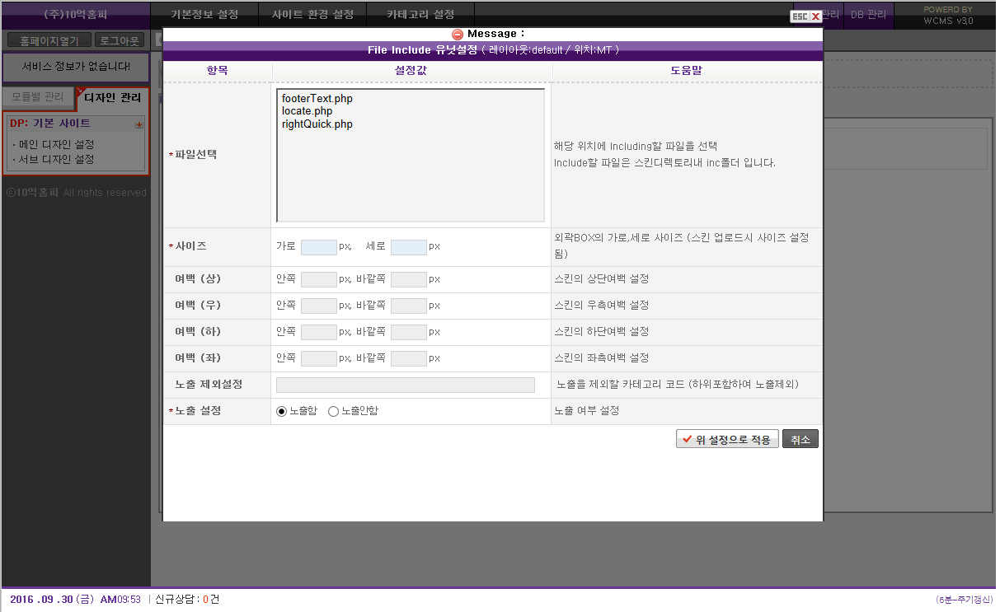 (주)10억홈피
기본정보 설정
사이트 환경 설정
카테고리 설정
관리
DB 관리
POWERD BY
WCMS v3.0
ESC X
홈페이지열기
로그아웃
서비스 정보가 없습니다!
모듈별 관리
디자인 관리
DP: 기본 사이트
· 메인 디자인 설정
· 서브 디자인 설정
ⓒ10억홈피 All rights reserved
Message :
File Include 유닛설정 ( 레이아웃:default / 위치:MT )
항목
설정값
도움말
*파일선택
footerText.php
locate.php
rightQuick.php
해당 위치에 Including할 파일을 선택
Include할 파일은 스킨디렉토리내 inc폴더 입니다.
*사이즈
가로 px, 세로 px
외곽BOX의 가로,세로 사이즈 (스킨 업로드시 사이즈 설정
됨)
여백 (상)
안쪽 px, 바깥쪽 px
스킨의 상단여백 설정
여백 (우)
안쪽 px, 바깥쪽 px
스킨의 우측여백 설정
여백 (하)
안쪽 px, 바깥쪽 px
스킨의 하단여백 설정
여백 (좌)
안쪽 px, 바깥쪽 px
스킨의 좌측여백 설정
노출 제외설정
노출을 제외할 카테고리 코드 (하위포함하여 노출제외)
*노출 설정
노출함 노출안함
노출 여부 설정
위 설정으로 적용
취소
2016 .09 .30 (금) AM09:53 | 신규상담 : 0 건
(5분-주기갱신)